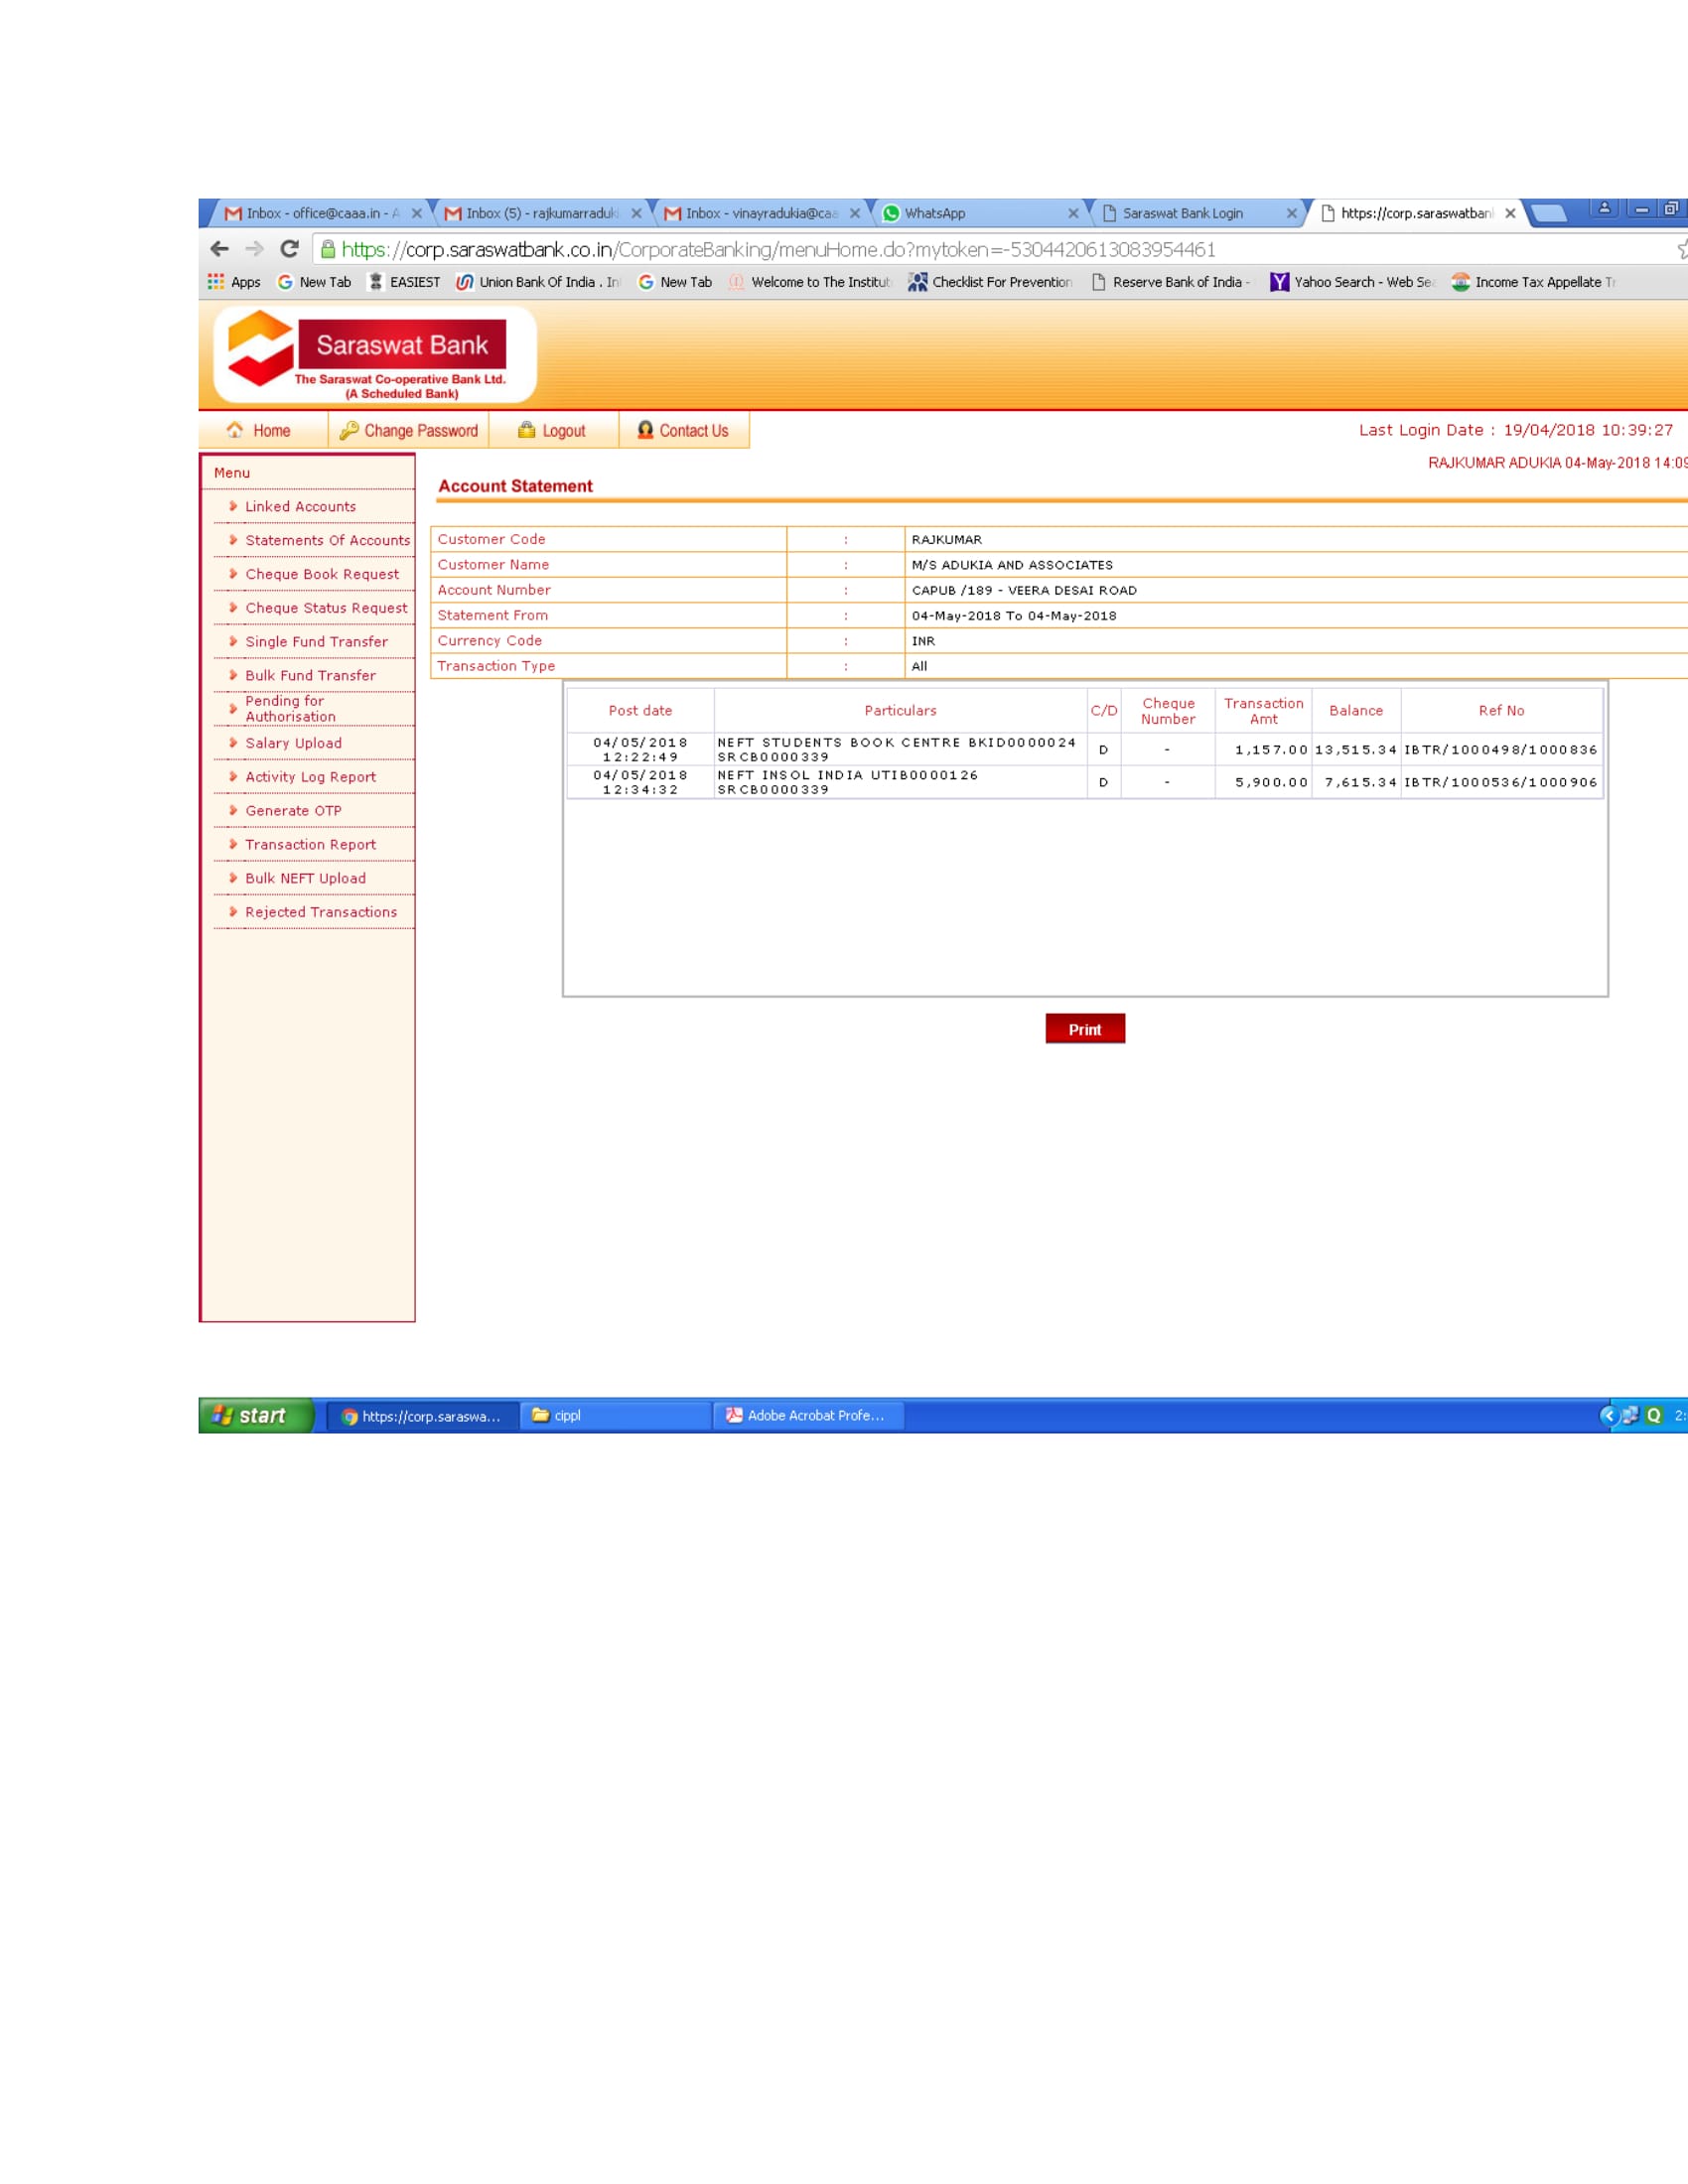 Inbox - office@caaa.in - A
Inbox (5) - rajkumarraduki
Inbox - vinayradukia@caa
WhatsApp
Saraswat Bank Login
https://corp.saraswatban
https://corp.saraswatbank.co.in/CorporateBanking/menuHome.do?mytoken=-5304420613083954461
Apps
New Tab
EASIEST
Union Bank Of India . In
New Tab
Welcome to The Institut
Checklist For Prevention
Reserve Bank of India -
Yahoo Search - Web Sea
Income Tax Appellate Tr
Saraswat Bank
The Saraswat Co-operative Bank Ltd.
(A Scheduled Bank)
Home
Change Password
Logout
Contact Us
Last Login Date : 19/04/2018 10:39:27
RAJKUMAR ADUKIA 04-May-2018 14:09
Menu
Linked Accounts
Statements Of Accounts
Cheque Book Request
Cheque Status Request
Single Fund Transfer
Bulk Fund Transfer
Pending for
Authorisation
Salary Upload
Activity Log Report
Generate OTP
Transaction Report
Bulk NEFT Upload
Rejected Transactions
Account Statement
Customer Code : RAJKUMAR
Customer Name : M/S ADUKIA AND ASSOCIATES
Account Number : CAPUB /189 - VEERA DESAI ROAD
Statement From : 04-May-2018 To 04-May-2018
Currency Code : INR
Transaction Type : All
Post date Particulars C/D Cheque Number Transaction Amt Balance Ref No
04/05/2018 12:22:49 NEFT STUDENTS BOOK CENTRE BKID0000024 SRCB0000339 D - 1,157.00 13,515.34 IBTR/1000498/1000836
04/05/2018 12:34:32 NEFT INSOL INDIA UTIB0000126 SRCB0000339 D - 5,900.00 7,615.34 IBTR/1000536/1000906
Print
start
https://corp.saraswa...
cippl
Adobe Acrobat Profe...
2: